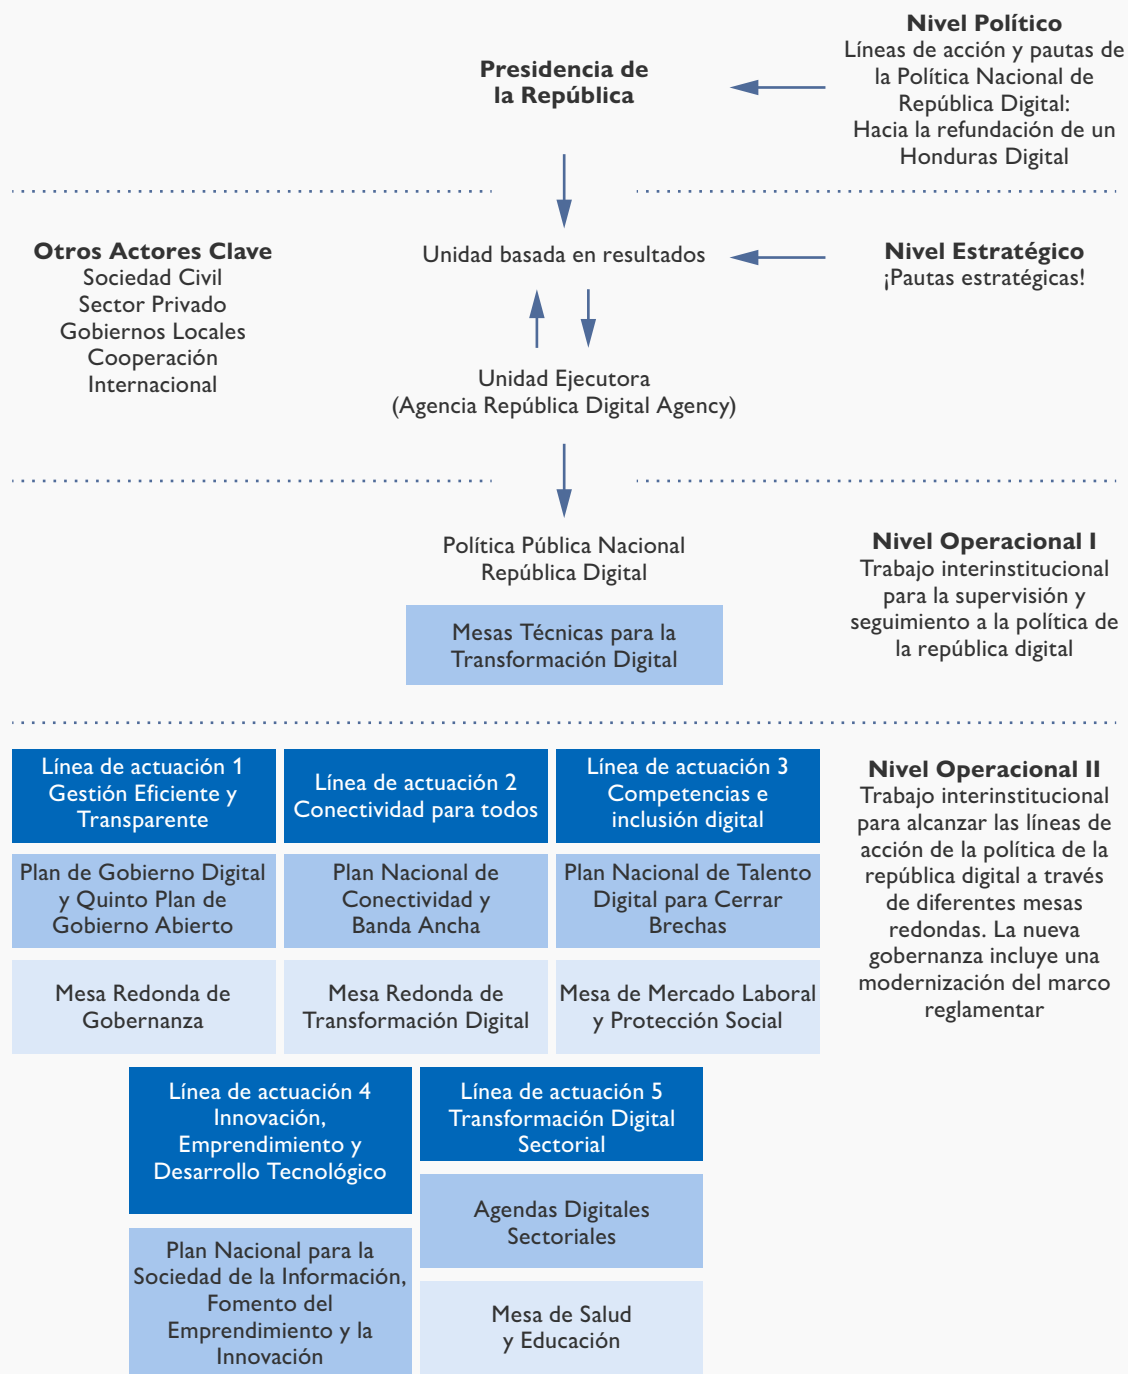 Nivel Político
Líneas de acción y pautas de
la Política Nacional de
República Digital:
Hacia la refundación de un
Honduras Digital
Presidencia de
la República
Otros Actores Clave
Sociedad Civil
Sector Privado
Gobiernos Locales
Cooperación
Internacional
Unidad basada en resultados
Nivel Estratégico
¡Pautas estratégicas!
Unidad Ejecutora
(Agencia República Digital Agency)
Política Pública Nacional
República Digital
Mesas Técnicas para la
Transformación Digital
Nivel Operacional I
Trabajo interinstitucional
para la supervisión y
seguimiento a la política de
la república digital
Línea de actuación 1
Gestión Eficiente y
Transparente
Plan de Gobierno Digital
y Quinto Plan de
Gobierno Abierto
Mesa Redonda de
Gobernanza
Línea de actuación 2
Conectividad para todos
Plan Nacional de
Conectividad y
Banda Ancha
Mesa Redonda de
Transformación Digital
Línea de actuación 3
Competencias e
inclusión digital
Plan Nacional de Talento
Digital para Cerrar
Brechas
Mesa de Mercado Laboral
y Protección Social
Nivel Operacional II
Trabajo interinstitucional
para alcanzar las líneas de
acción de la política de la
república digital a través
de diferentes mesas
redondas. La nueva
gobernanza incluye una
modernización del marco
reglamentar
Línea de actuación 4
Innovación,
Emprendimiento y
Desarrollo Tecnológico
Plan Nacional para la
Sociedad de la Información,
Fomento del
Emprendimiento y la
Innovación
Línea de actuación 5
Transformación Digital
Sectorial
Agendas Digitales
Sectoriales
Mesa de Salud
y Educación